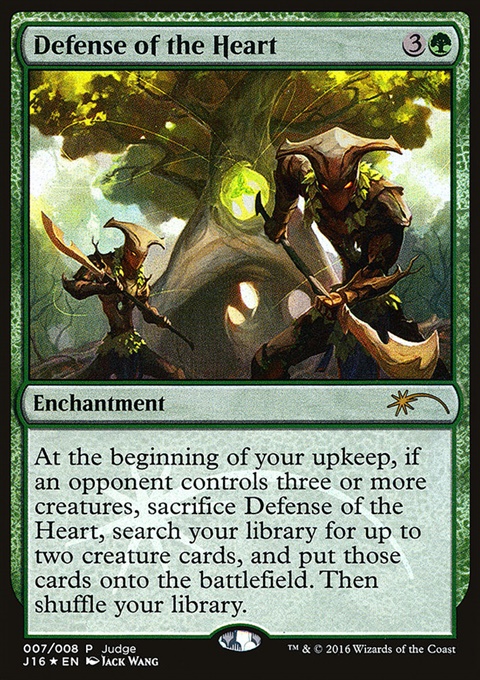 Defense of the Heart 3
Enchantment
At the beginning of your upkeep, if
an opponent controls three or more
creatures, sacrifice Defense of the
Heart, search your library for up to
two creature cards, and put those
cards onto the battlefield. Then
shuffle your library.
007/008 P Judge
J16 ★ EN Jack Wang
™ & © 2016 Wizards of the Coast